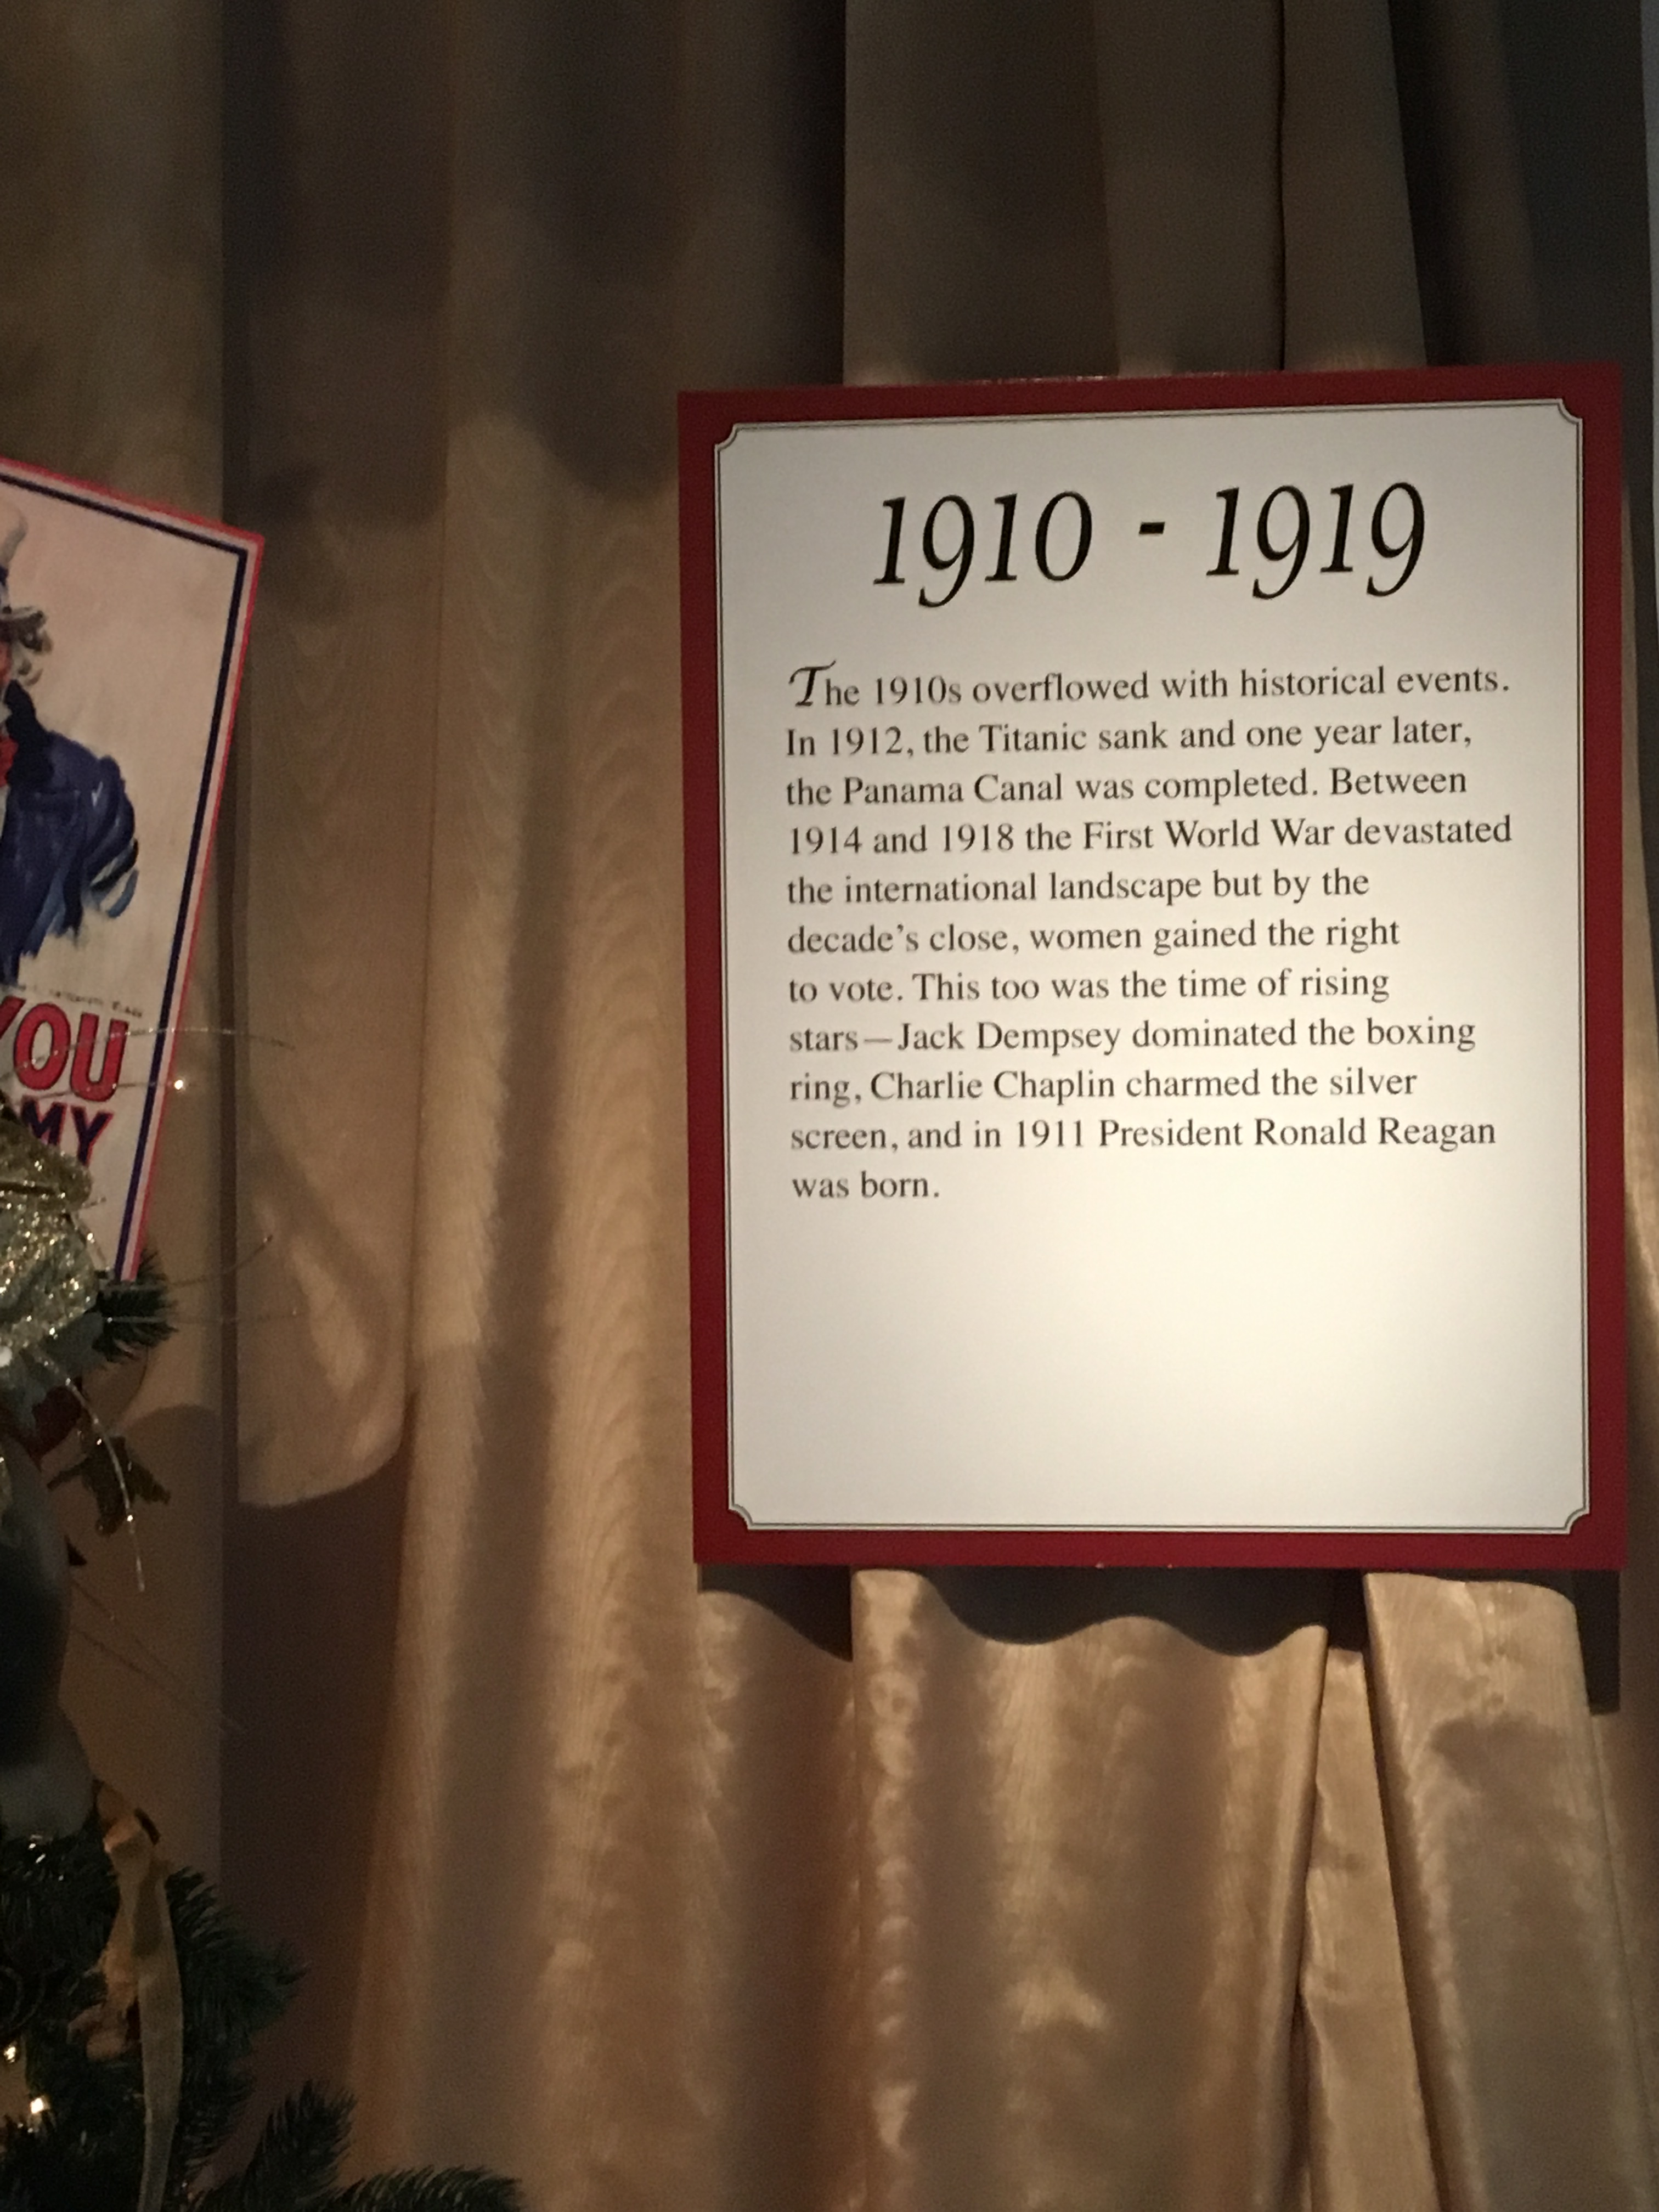 1910 - 1919
The 1910s overflowed with historical events.
In 1912, the Titanic sank and one year later,
the Panama Canal was completed. Between
1914 and 1918 the First World War devastated
the international landscape but by the
decade's close, women gained the right
to vote. This too was the time of rising
stars—Jack Dempsey dominated the boxing
ring, Charlie Chaplin charmed the silver
screen, and in 1911 President Ronald Reagan
was born.
YOU
MY